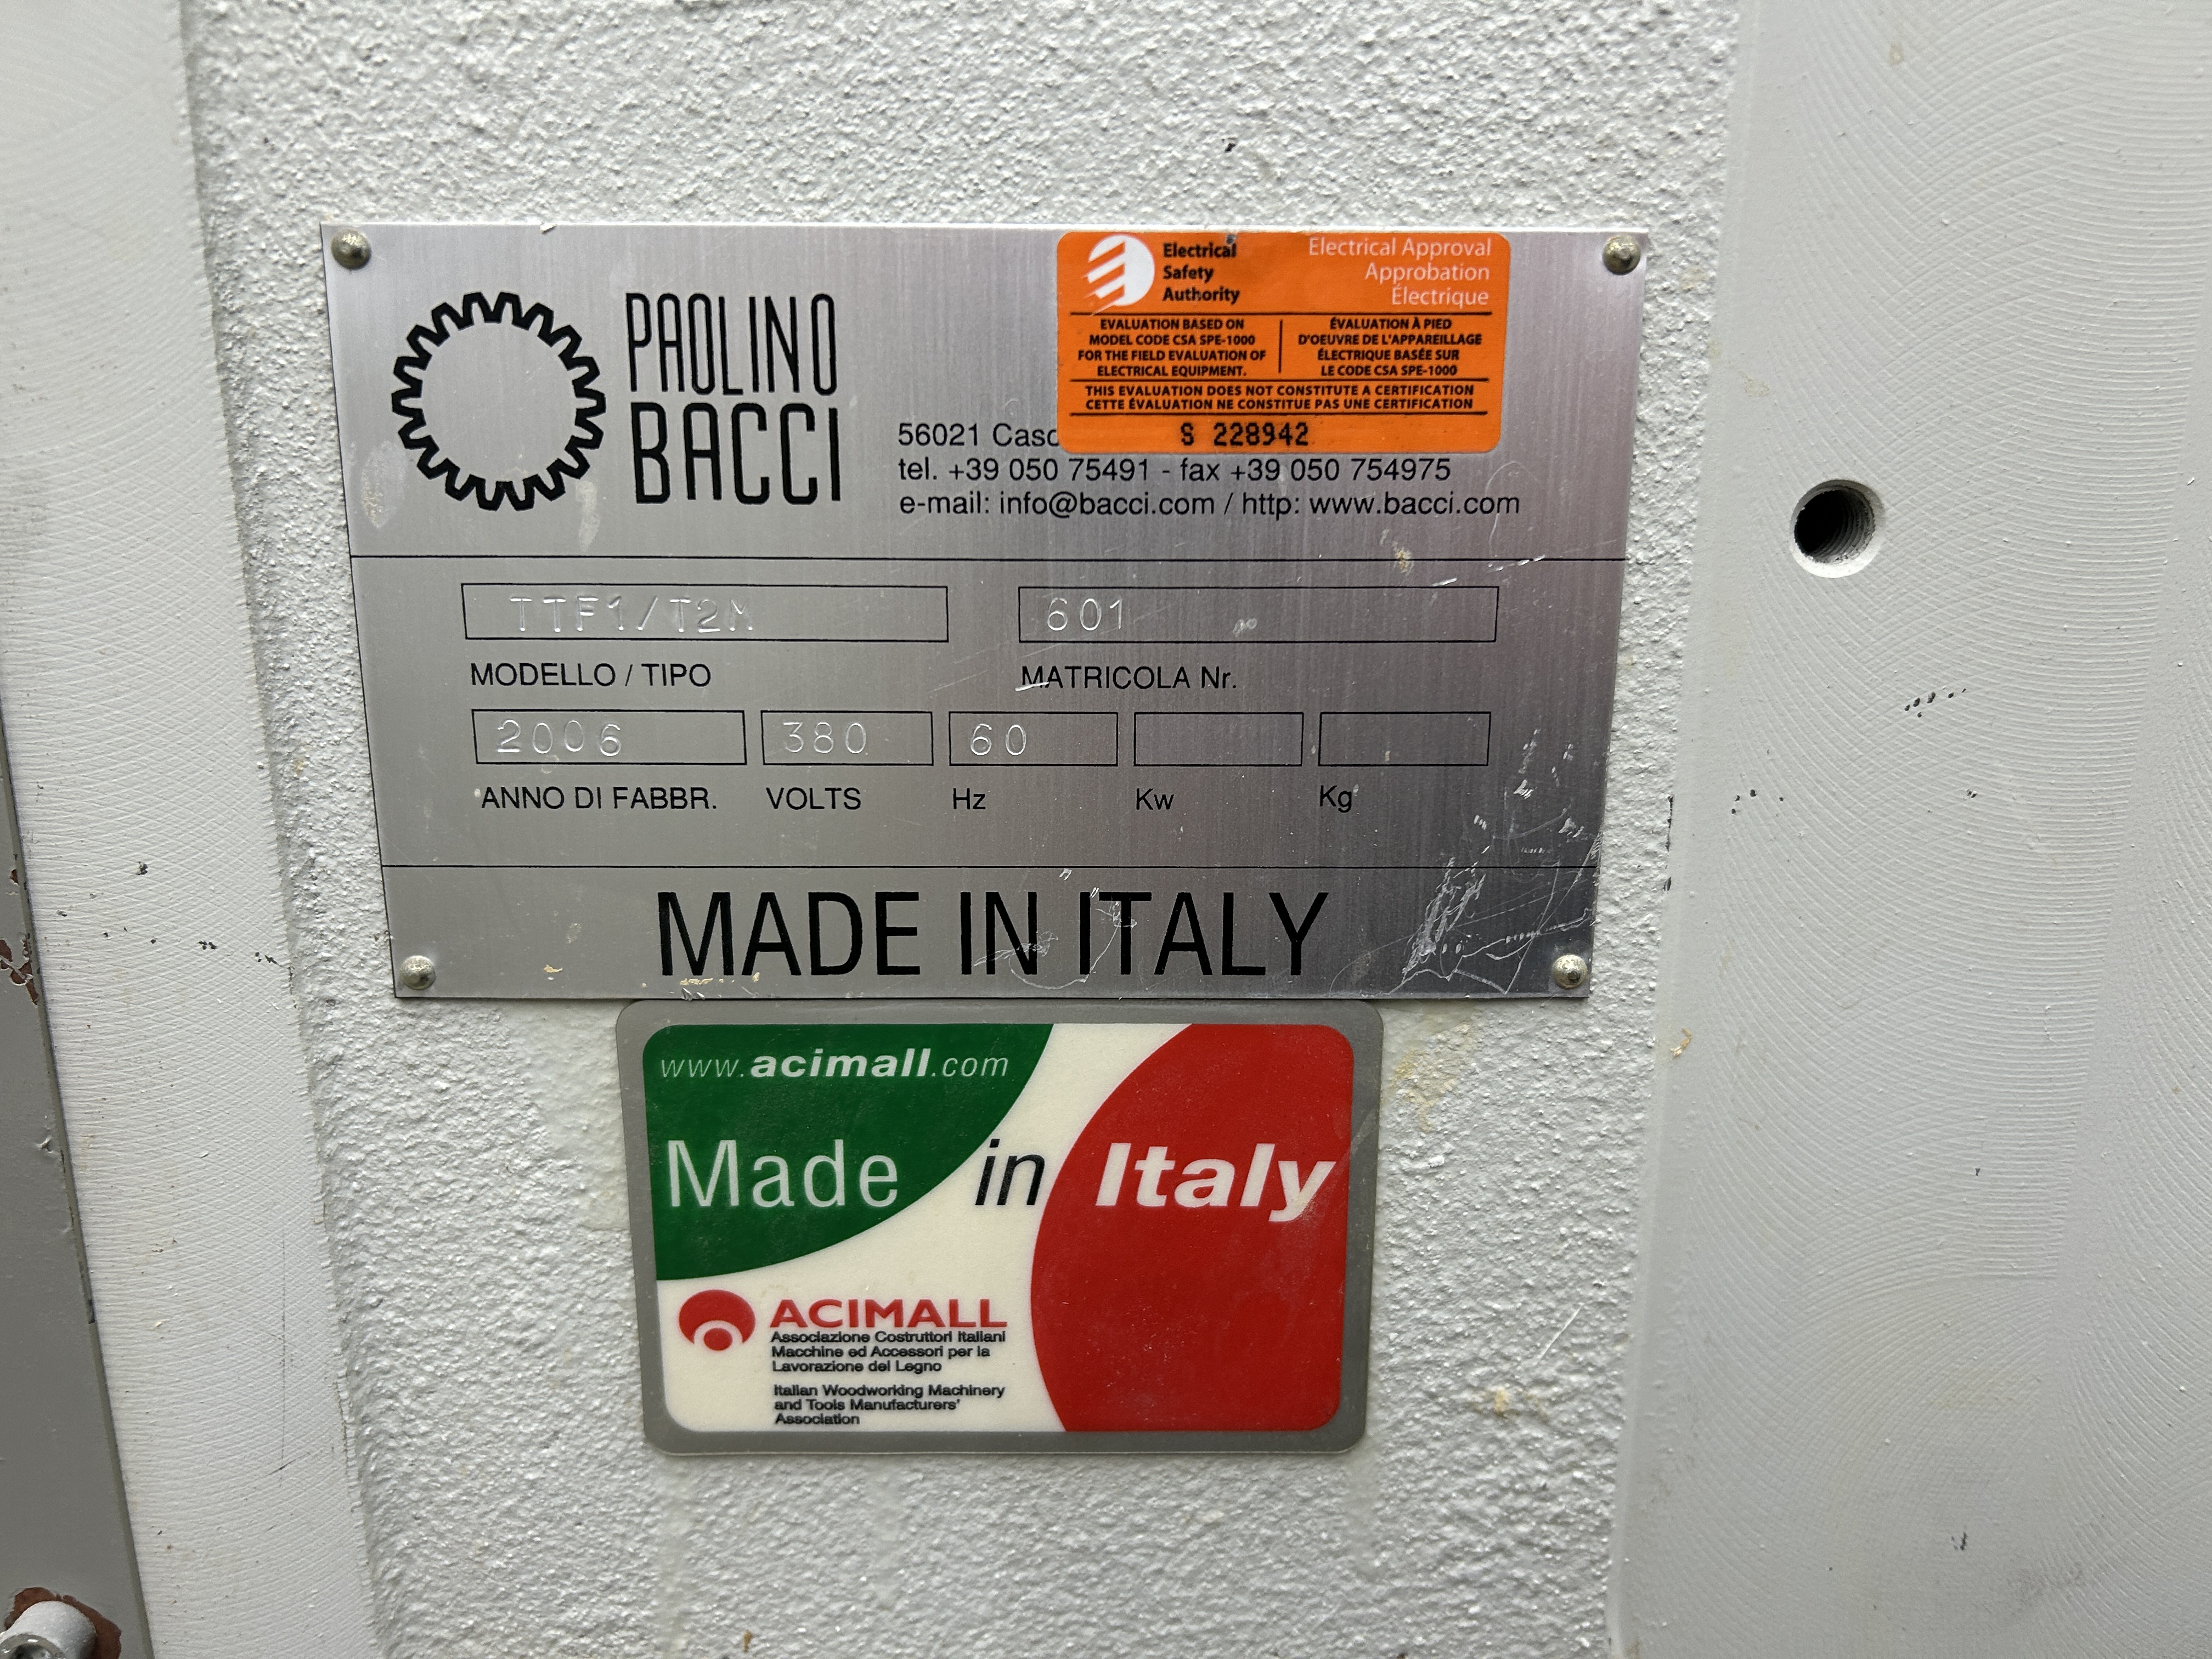 PAOLINO
BACCI
Electrical
Safety
Authority
Electrical Approval
Approbation
Électrique
EVALUATION BASED ON
MODEL CODE CSA SPE-1000
FOR THE FIELD EVALUATION OF
ELECTRICAL EQUIPMENT.
ÉVALUATION À PIED
D'OEUVRE DE L'APPAREILLAGE
ÉLECTRIQUE BASÉE SUR
LE CODE CSA SPE-1000
THIS EVALUATION DOES NOT CONSTITUTE A CERTIFICATION
CETTE ÉVALUATION NE CONSTITUE PAS UNE CERTIFICATION
S 228942
56021
tel. +39 050 75491 - fax +39 050 754975
e-mail: info@bacci.com / http: www.bacci.com
TTF1/T2M 601
MODELLO / TIPO MATRICOLA Nr.
2006 380 60
ANNO DI FABBR. VOLTS Hz Kw Kg
MADE IN ITALY
www.acimall.com
Made in Italy
ACIMALL
Associazione Costruttori Italiani
Macchine ed Accessori per la
Lavorazione del Legno
Italian Woodworking Machinery
and Tools Manufacturers'
Association